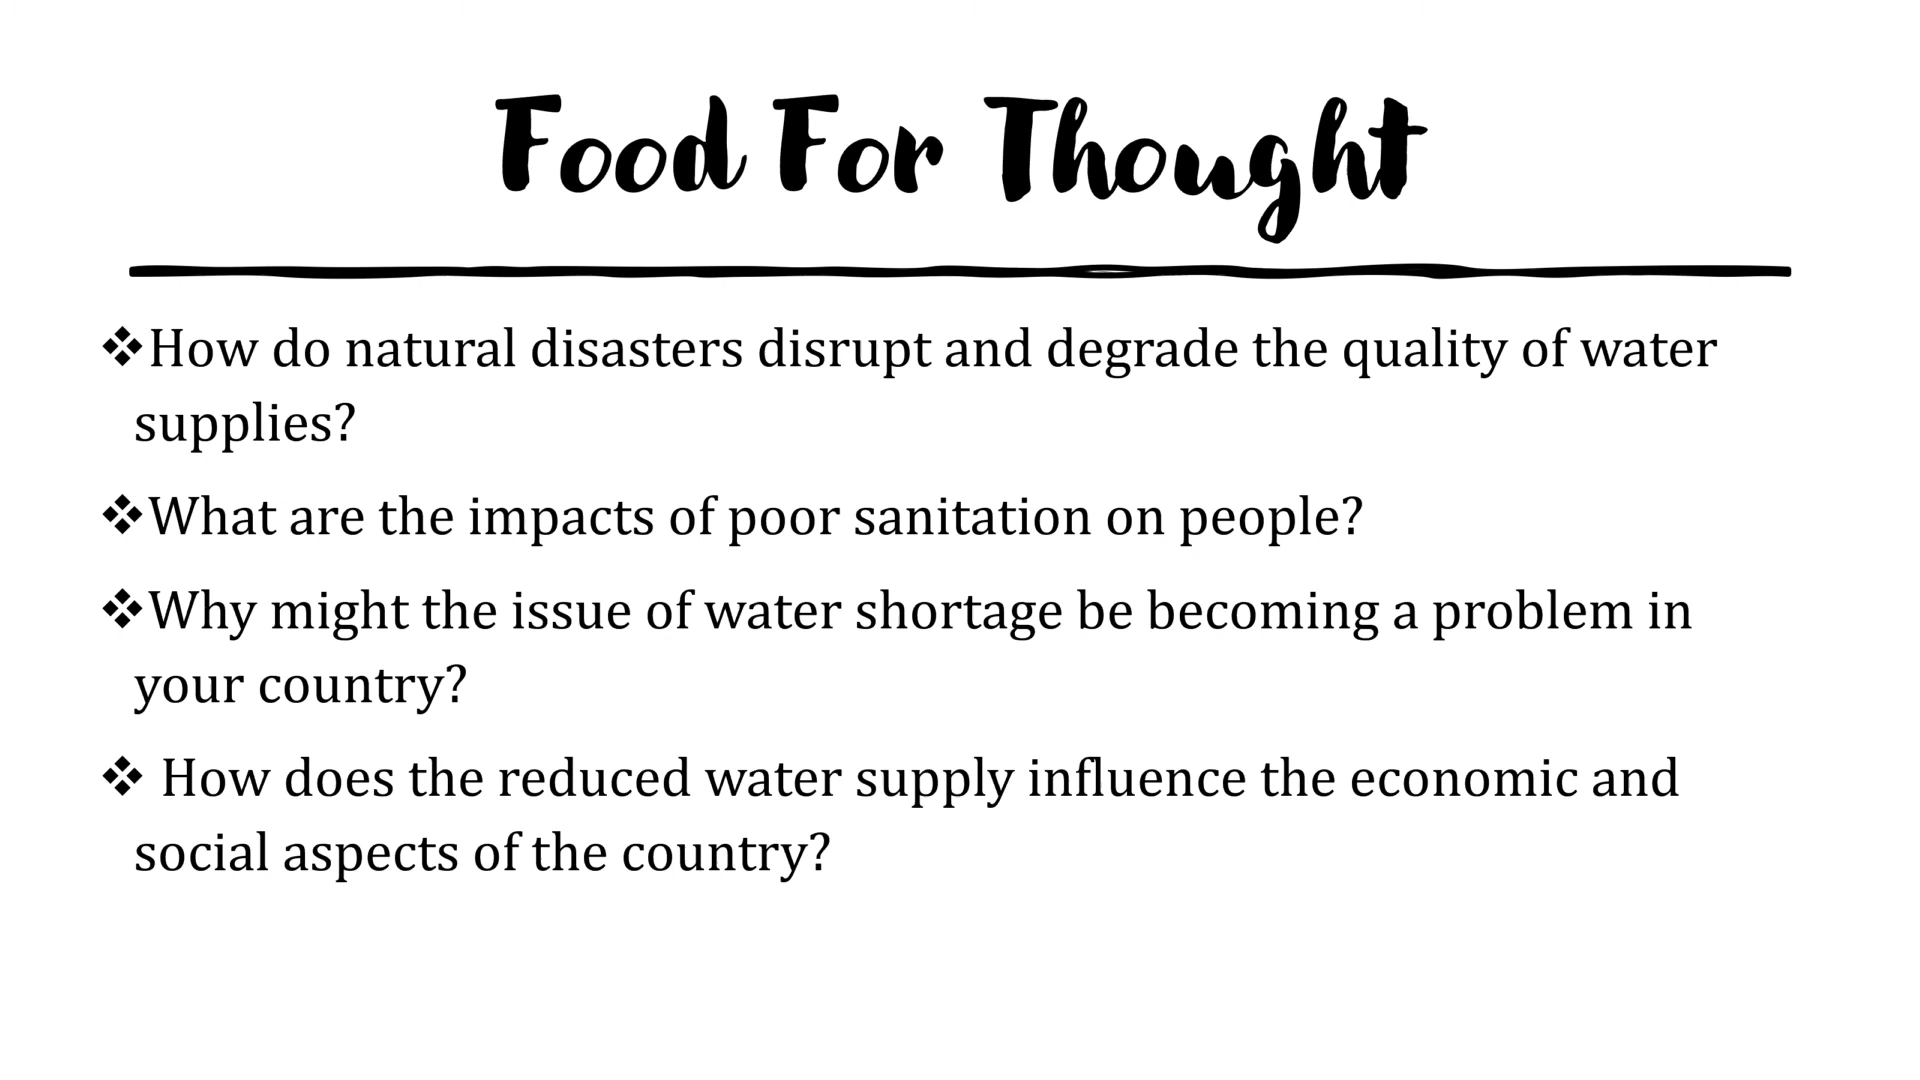 Food For Thought
❖How do natural disasters disrupt and degrade the quality of water
supplies?
❖What are the impacts of poor sanitation on people?
❖Why might the issue of water shortage be becoming a problem in
your country?
❖ How does the reduced water supply influence the economic and
social aspects of the country?